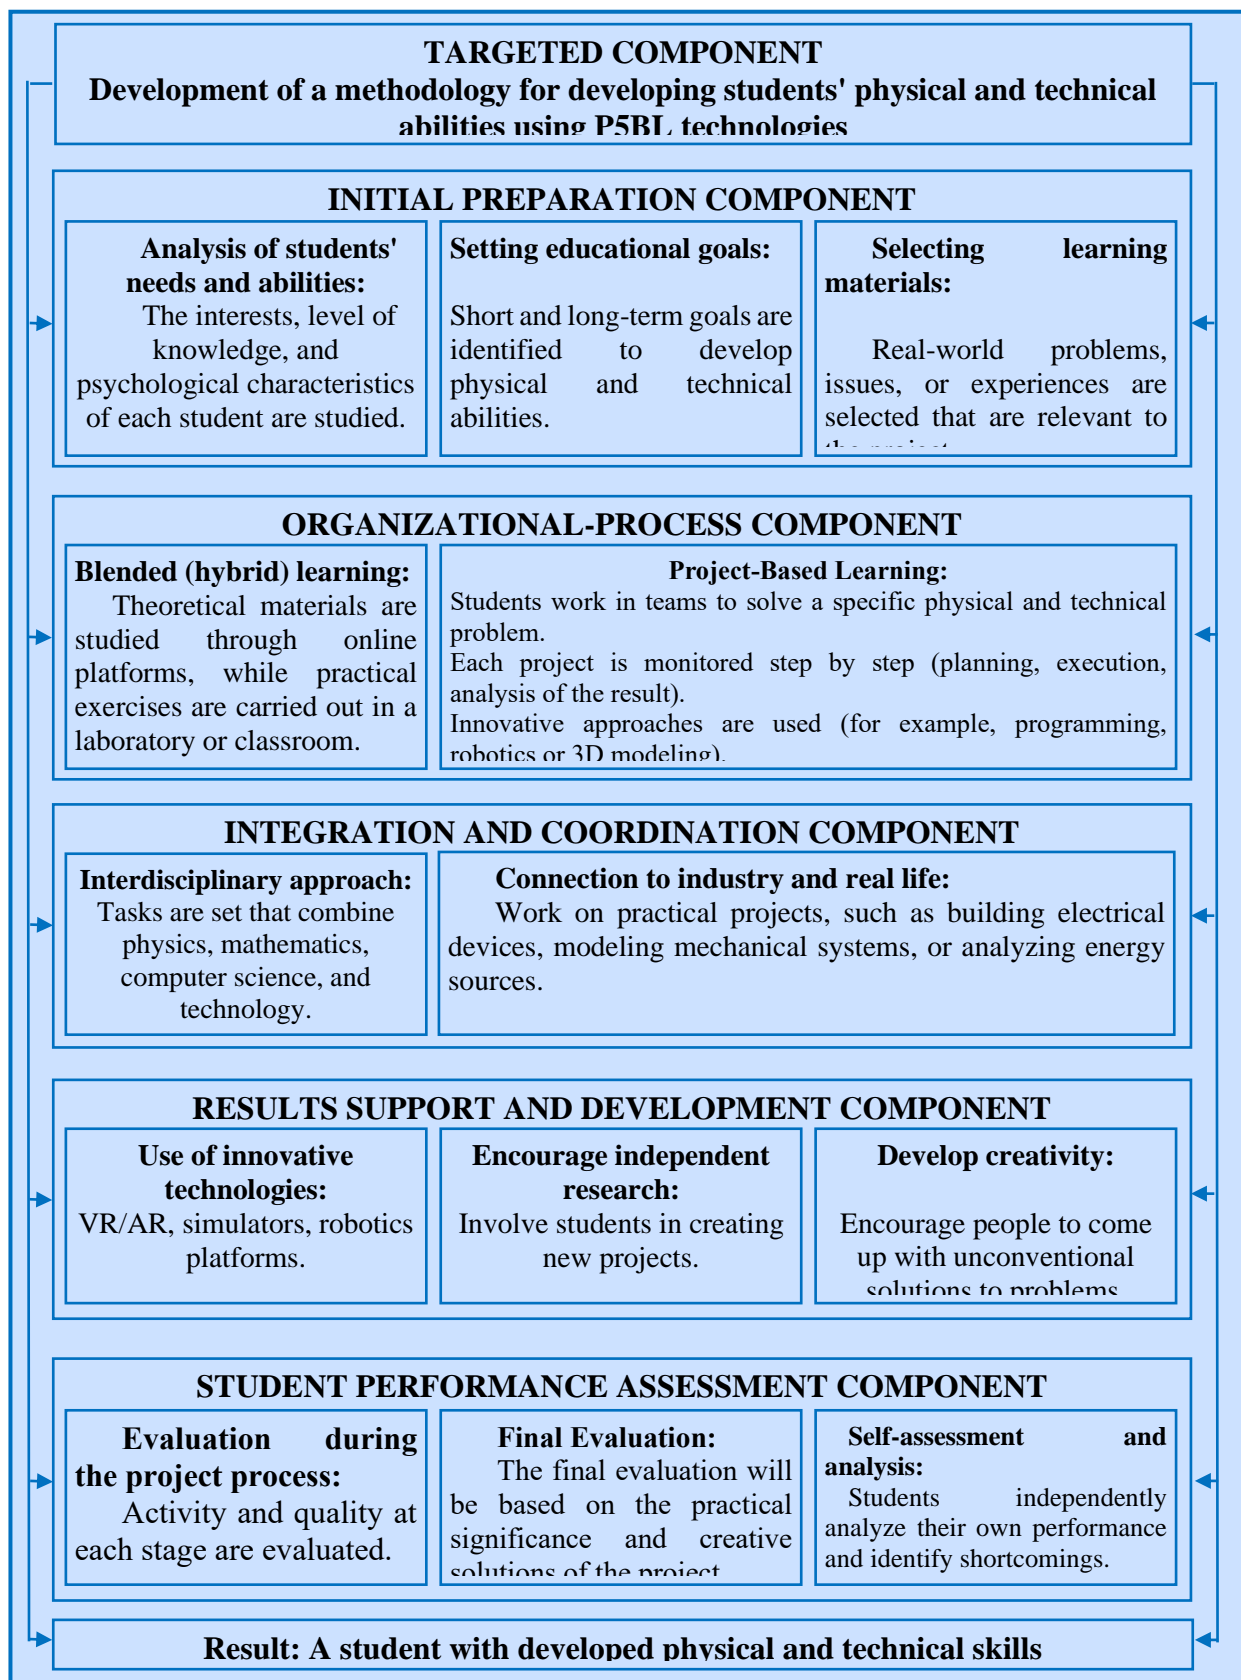 TARGETED COMPONENT
Development of a methodology for developing students' physical and technical
abilities using P5BL technologies
INITIAL PREPARATION COMPONENT
Analysis of students'
needs and abilities:
The interests, level of
knowledge, and
psychological characteristics
of each student are studied.
Setting educational goals:
Short and long-term goals are
identified to develop
physical and technical
abilities.
Selecting learning
materials:
Real-world problems,
issues, or experiences are
selected that are relevant to
the project
ORGANIZATIONAL-PROCESS COMPONENT
Blended (hybrid) learning:
Theoretical materials are
studied through online
platforms, while practical
exercises are carried out in a
laboratory or classroom.
Project-Based Learning:
Students work in teams to solve a specific physical and technical
problem.
Each project is monitored step by step (planning, execution,
analysis of the result).
Innovative approaches are used (for example, programming,
robotics or 3D modeling).
INTEGRATION AND COORDINATION COMPONENT
Interdisciplinary approach:
Tasks are set that combine
physics, mathematics,
computer science, and
technology.
Connection to industry and real life:
Work on practical projects, such as building electrical
devices, modeling mechanical systems, or analyzing energy
sources.
RESULTS SUPPORT AND DEVELOPMENT COMPONENT
Use of innovative
technologies:
VR/AR, simulators, robotics
platforms.
Encourage independent
research:
Involve students in creating
new projects.
Develop creativity:
Encourage people to come
up with unconventional
solutions to problems
STUDENT PERFORMANCE ASSESSMENT COMPONENT
Evaluation during
the project process:
Activity and quality at
each stage are evaluated.
Final Evaluation:
The final evaluation will
be based on the practical
significance and creative
solutions of the project
Self-assessment and
analysis:
Students independently
analyze their own performance
and identify shortcomings.
Result: A student with developed physical and technical skills